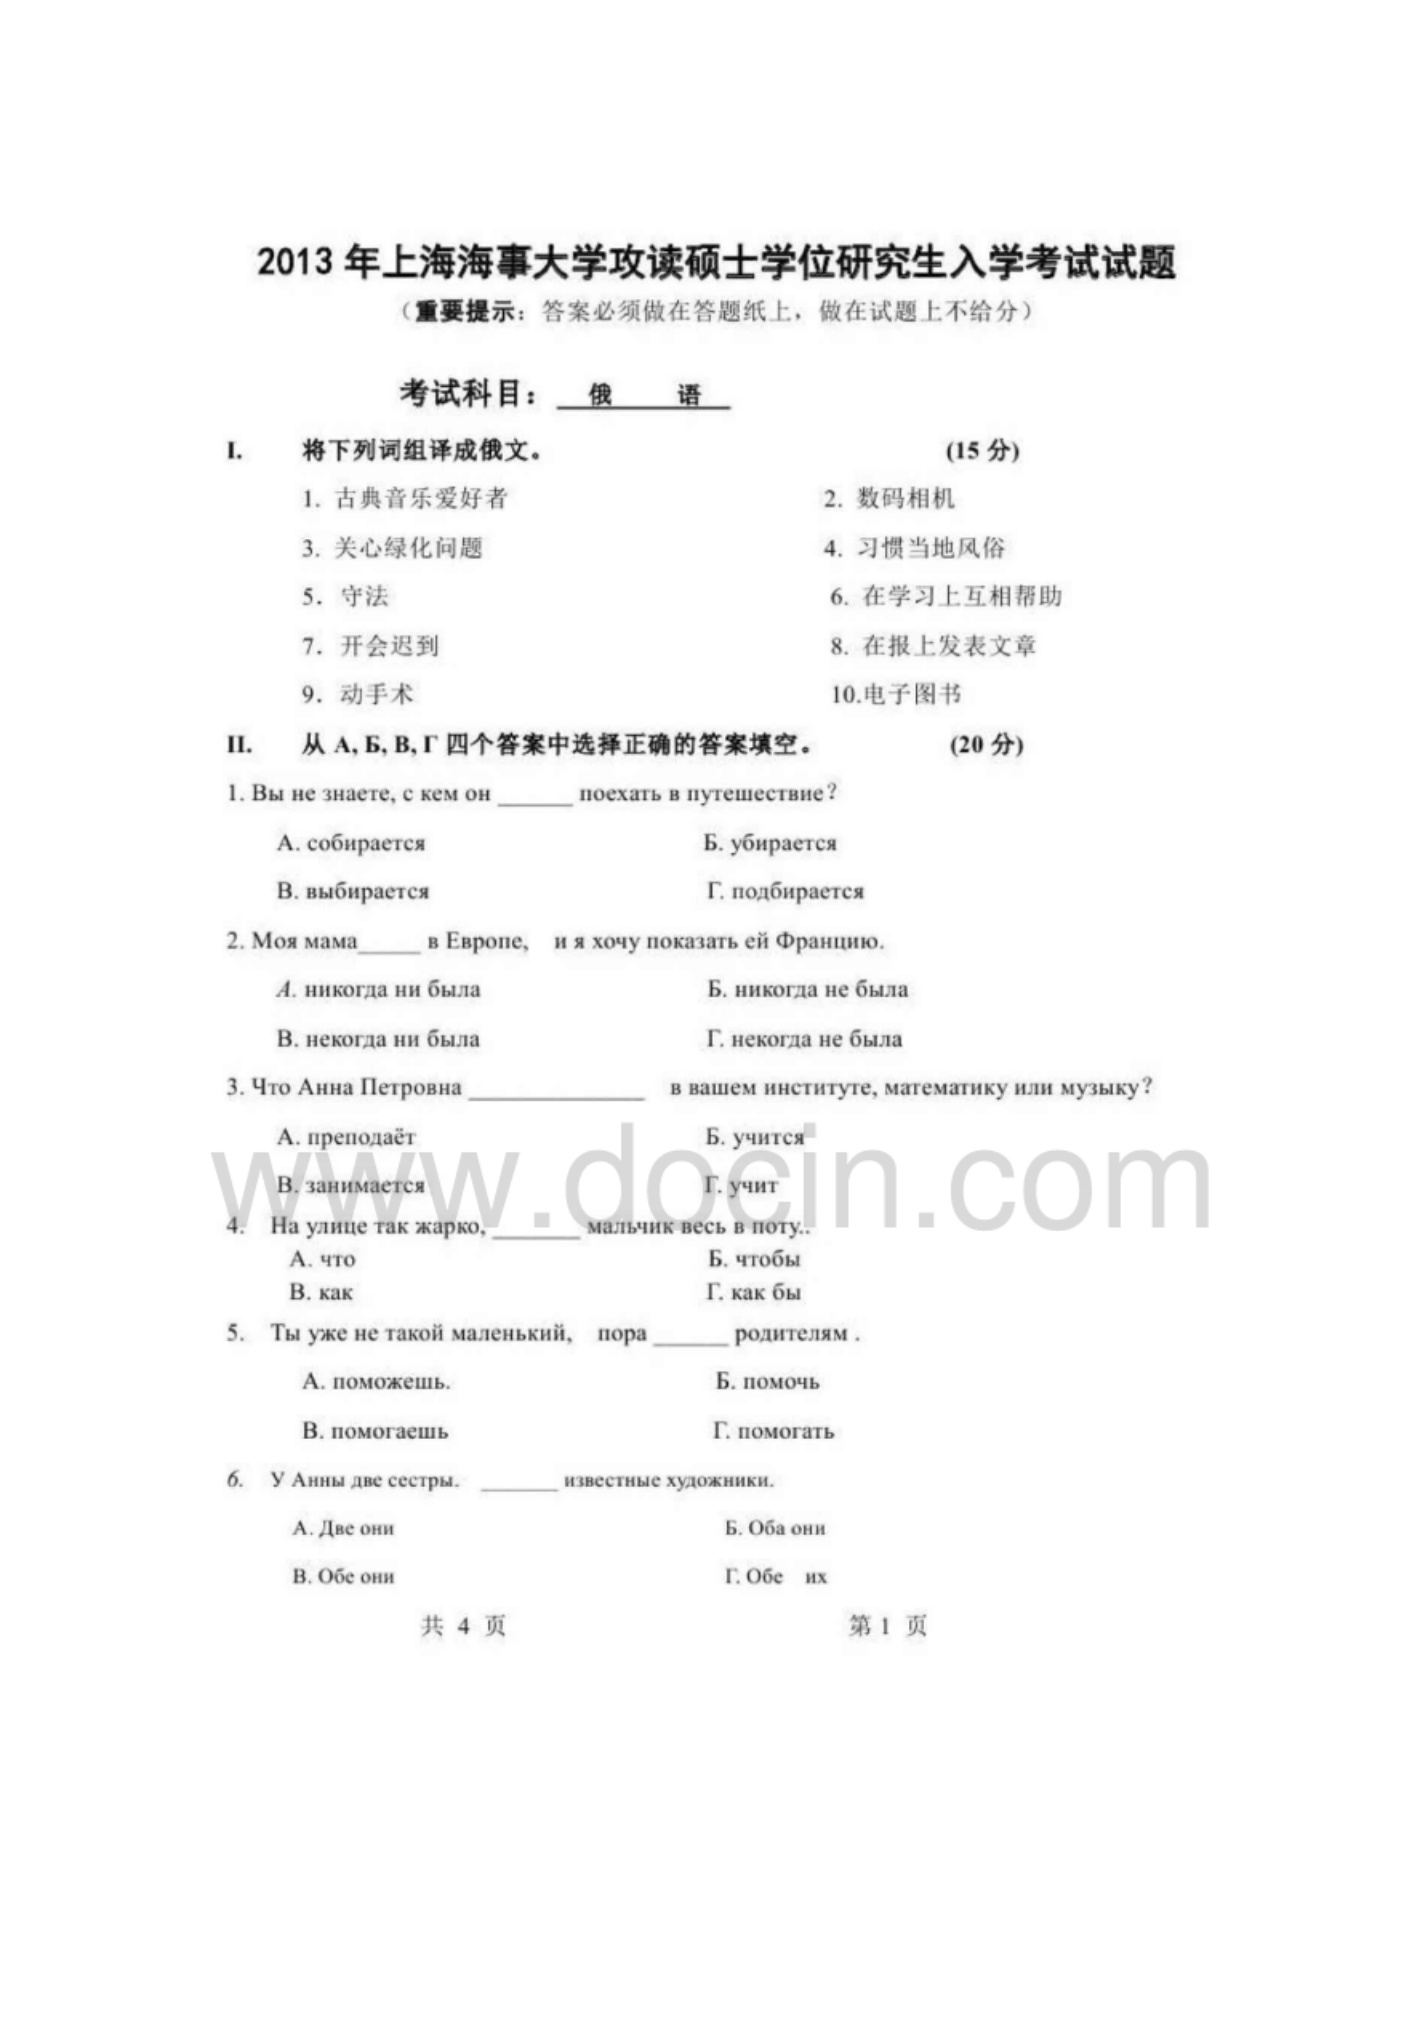 2013 年上海海事大学攻读硕士学位研究生入学考试试题
（重要提示：答案必须做在答题纸上，做在试题上不给分）
考试科目： 俄 语
I. 将下列词组译成俄文。 (15 分)
1. 古典音乐爱好者 2. 数码相机
3. 关心绿化问题 4. 习惯当地风俗
5. 守法 6. 在学习上互相帮助
7. 开会迟到 8. 在报上发表文章
9. 动手术 10.电子图书
II. 从 А, Б, В, Г 四个答案中选择正确的答案填空。 (20 分)
1. Вы не знаете, с кем он ______ поехать в путешествие?
А. собирается Б. убирается
В. выбирается Г. подбирается
2. Моя мама_____ в Европе, и я хочу показать ей Францию.
А. никогда ни была Б. никогда не была
В. некогда ни была Г. некогда не была
3. Что Анна Петровна ______________ в вашем институте, математику или музыку?
А. преподаёт Б. учится
В. занимается Г. учит
www.docin.com
4. На улице так жарко, _______ мальчик весь в поту..
А. что Б. чтобы
В. как Г. как бы
5. Ты уже не такой маленький, пора ______ родителям .
А. поможешь. Б. помочь
В. помогаешь Г. помогать
6. У Анны две сестры. _______ известные художники.
А. Две они Б. Оба они
В. Обе они Г. Обе их
共 4 页 第 1 页